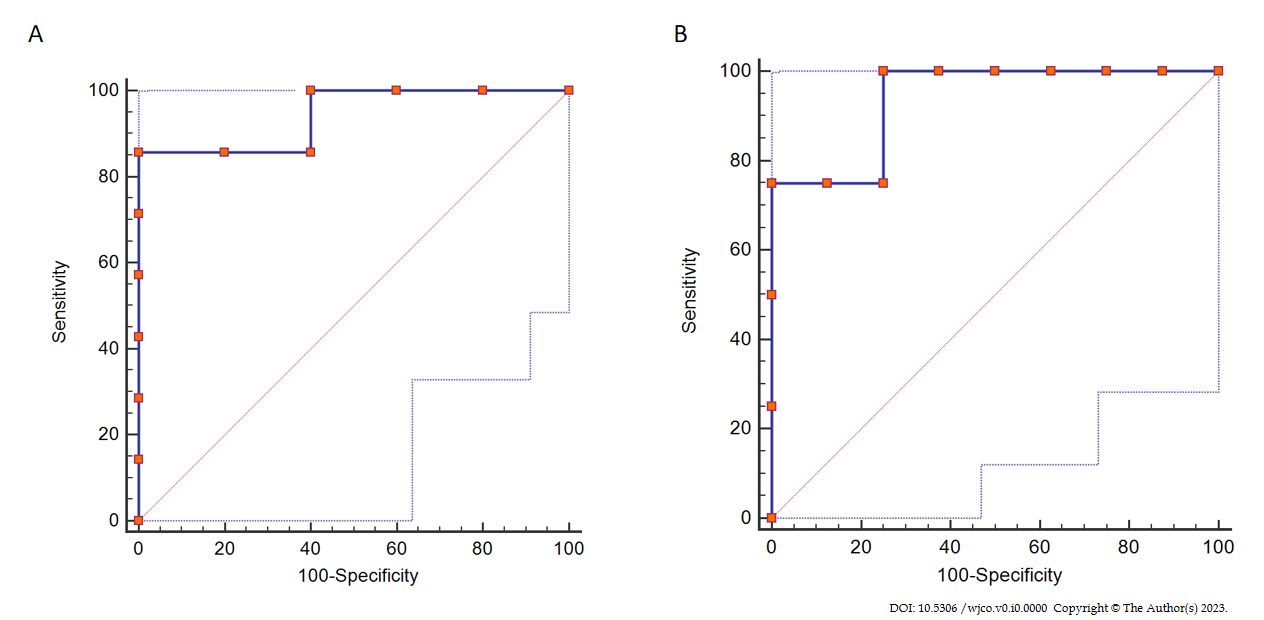 A
B
100
80
60
40
20
0
Sensitivity
0 20 40 60 80 100
100-Specificity
100
80
60
40
20
0
Sensitivity
0 20 40 60 80 100
100-Specificity
DOI: 10.5306 /wjco.v0.i0.0000 Copyright © The Author(s) 2023.